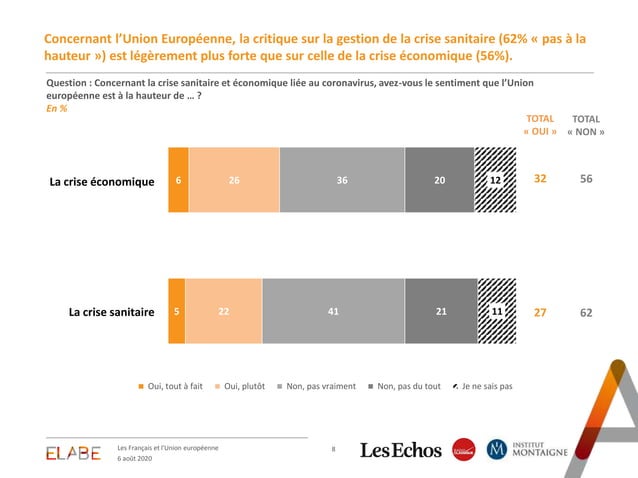 Concernant l’Union Européenne, la critique sur la gestion de la crise sanitaire (62% « pas à la
hauteur ») est légèrement plus forte que sur celle de la crise économique (56%).
Question : Concernant la crise sanitaire et économique liée au coronavirus, avez-vous le sentiment que l’Union
européenne est à la hauteur de … ?
En %
TOTAL TOTAL
« OUI » « NON »
La crise économique 6 26 36 20 12 32 56
La crise sanitaire 5 22 41 21 11 27 62
Oui, tout à fait Oui, plutôt Non, pas vraiment Non, pas du tout Je ne sais pas
ELABE
Les Français et l’Union européenne
6 août 2020
8
Les Echos
RADIO
CLASSIQUE
INSTITUT
MONTAIGNE